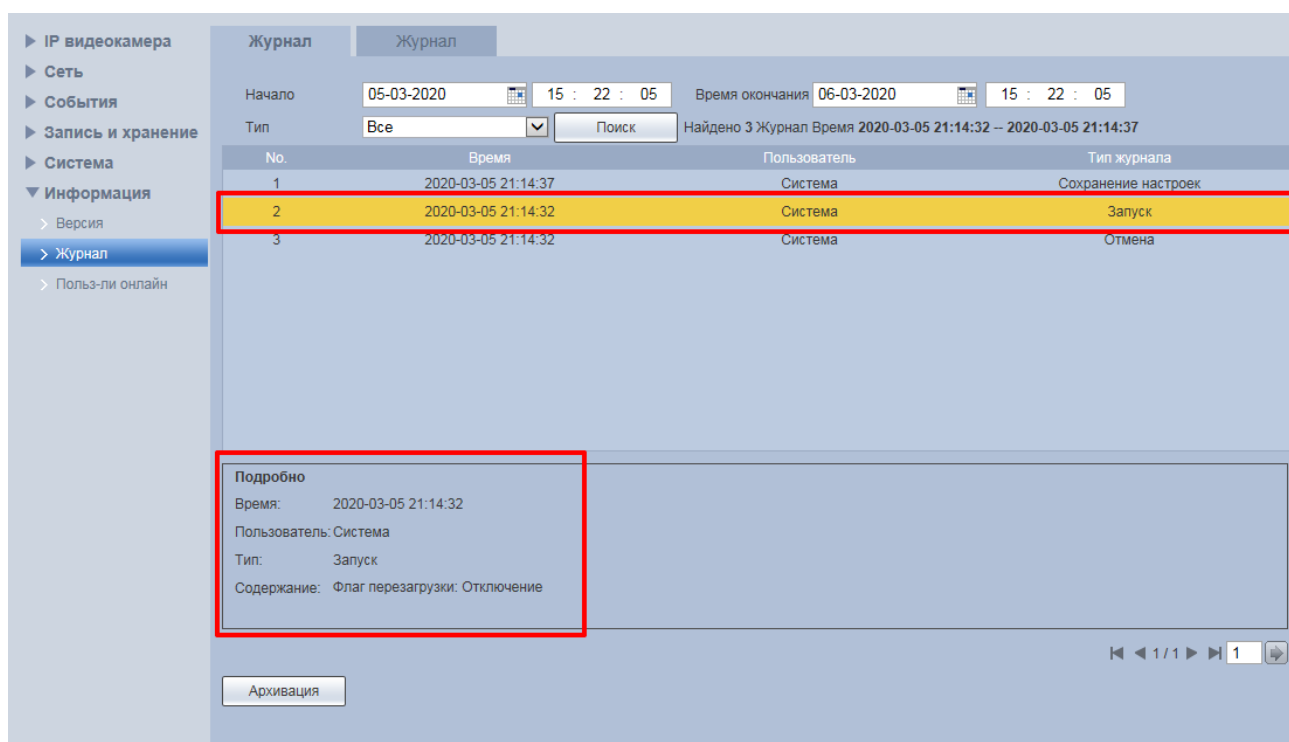 IP видеокамера
Сеть
События
Запись и хранение
Система
Информация
Версия
Журнал
Польз-ли онлайн
Журнал Журнал
Начало 05-03-2020 15 : 22 : 05 Время окончания 06-03-2020 15 : 22 : 05
Тип Все Поиск Найдено 3 Журнал Время 2020-03-05 21:14:32 -- 2020-03-05 21:14:37
No. Время Пользователь Тип журнала
1 2020-03-05 21:14:37 Система Сохранение настроек
2 2020-03-05 21:14:32 Система Запуск
3 2020-03-05 21:14:32 Система Отмена
Подробно
Время: 2020-03-05 21:14:32
Пользователь: Система
Тип: Запуск
Содержание: Флаг перезагрузки: Отключение
1 / 1 1
Архивация